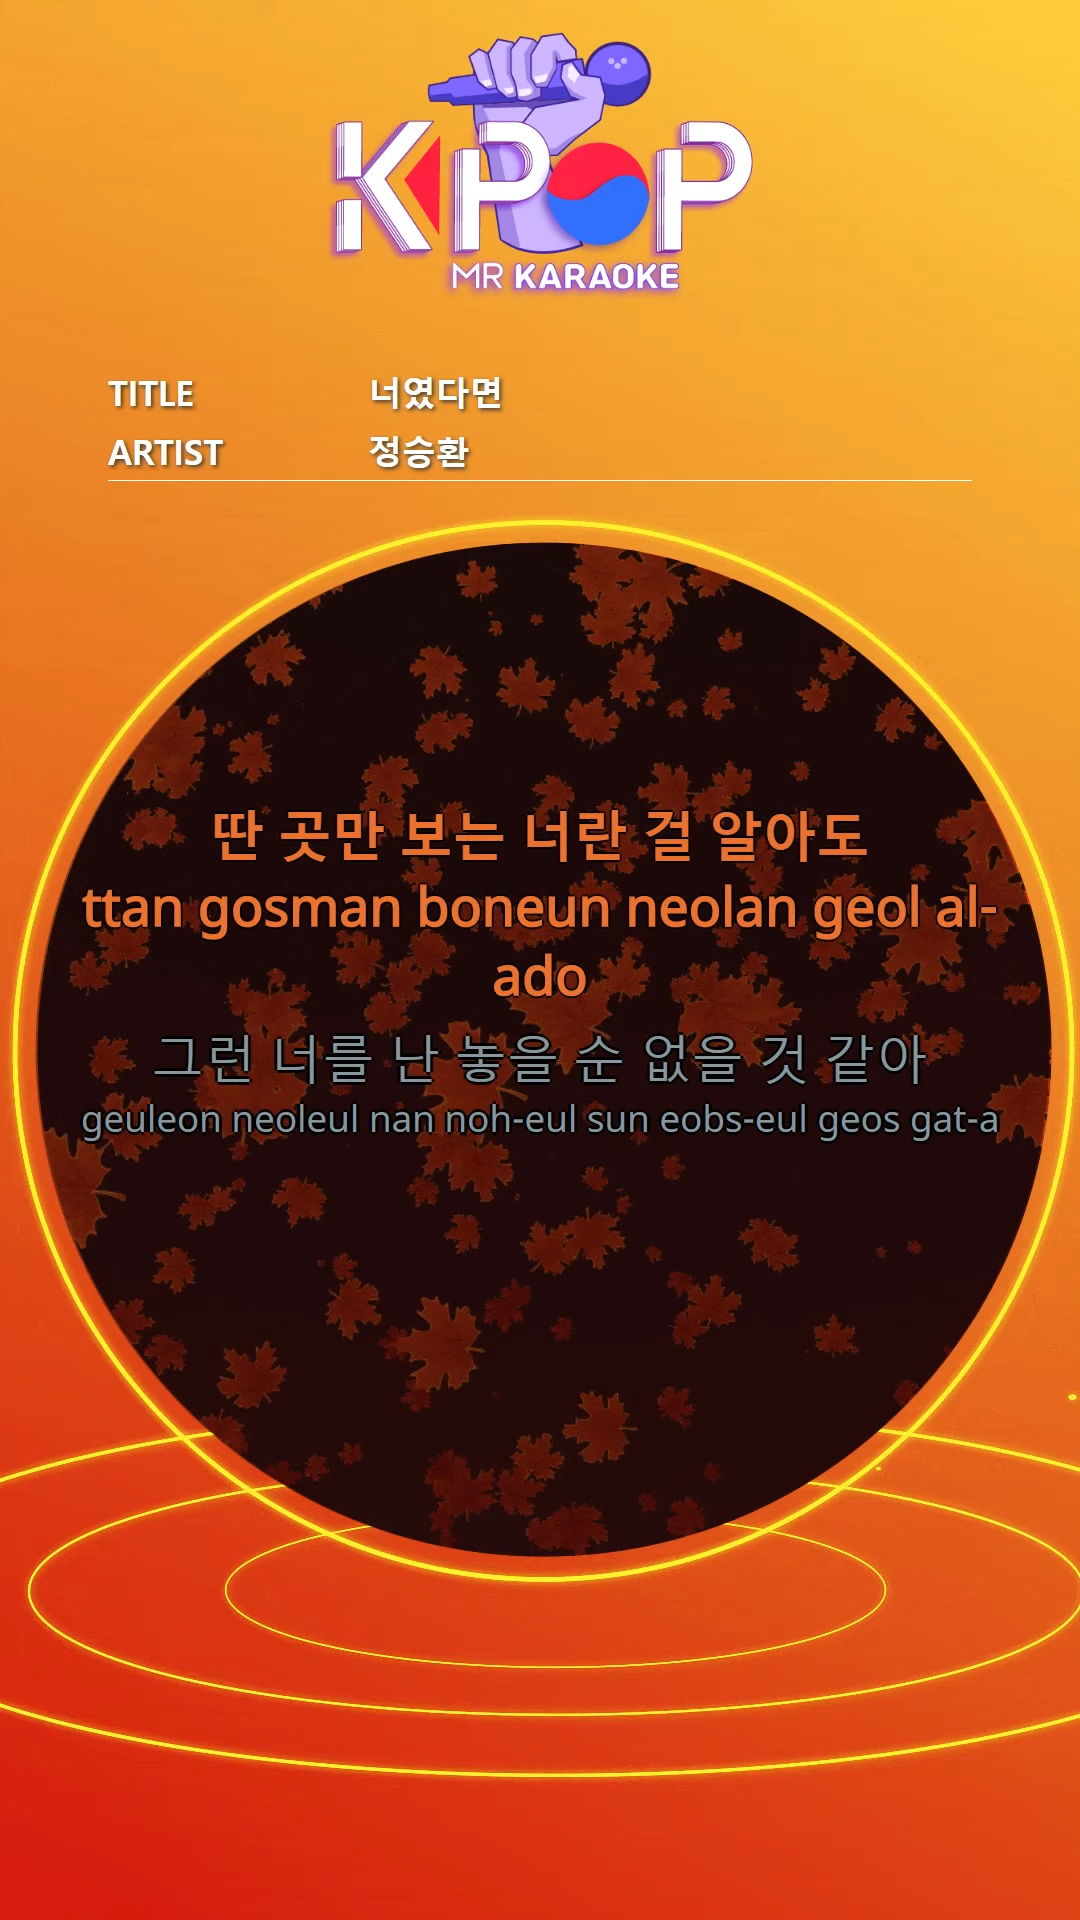 KPOP
MR KARAOKE
TITLE 너였다면
ARTIST 정승환
딴 곳만 보는 너란 걸 알아도
ttan gosman boneun neolan geol al-
ado
그런 너를 난 놓을 순 없을 것 같아
geuleon neoleul nan noh-eul sun eobs-eul geos gat-a